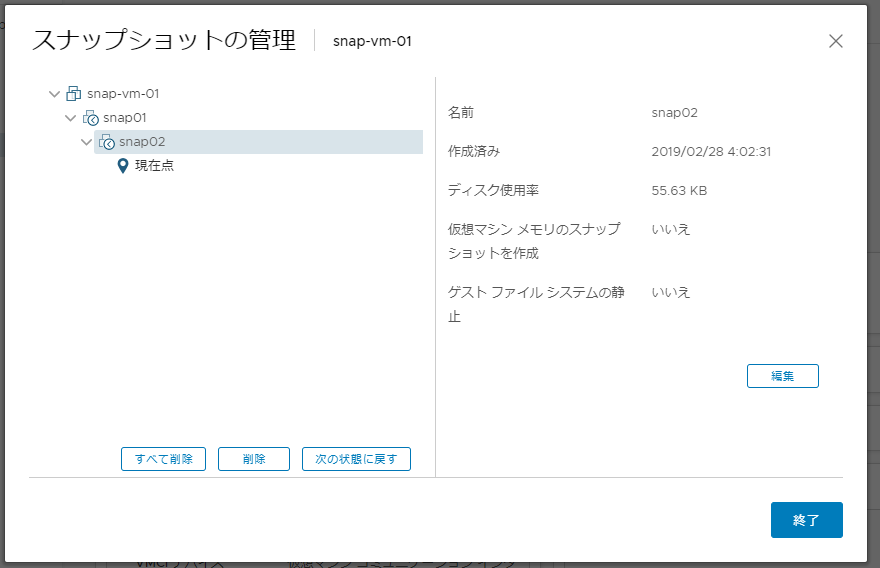 スナップショットの管理 snap-vm-01
snap-vm-01
snap01
snap02
現在点
すべて削除 削除 次の状態に戻す
名前 snap02
作成済み 2019/02/28 4:02:31
ディスク使用率 55.63 KB
仮想マシン メモリのスナップ いいえ
ショットを作成
ゲスト ファイル システムの静 いいえ
止
編集
終了